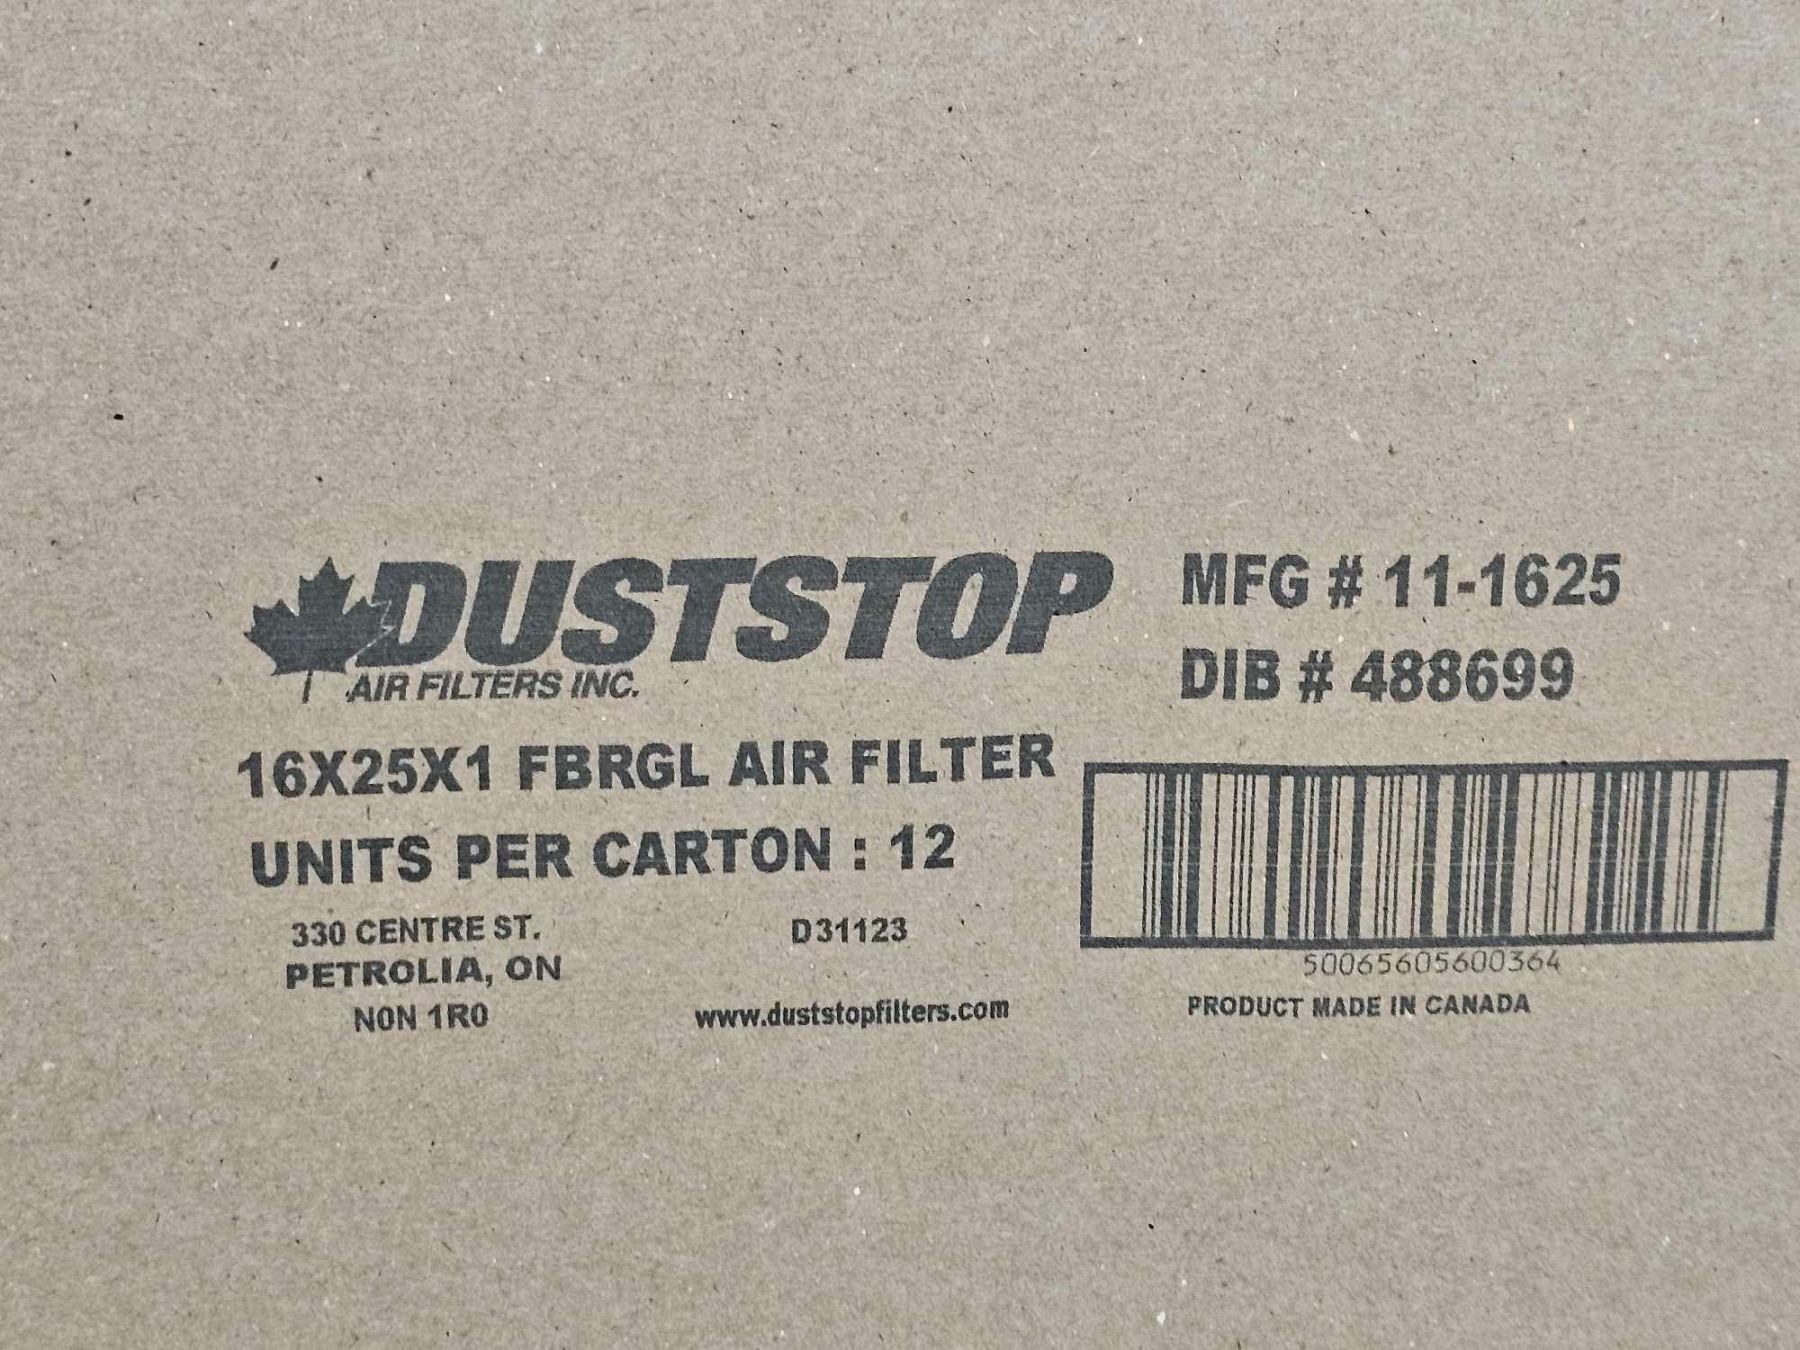 DUSTSTOP
AIR FILTERS INC.
MFG # 11-1625
DIB # 488699
16X25X1 FBRGL AIR FILTER
UNITS PER CARTON : 12
330 CENTRE ST.
PETROLIA, ON
N0N 1R0
D31123
www.duststopfilters.com
50065605600364
PRODUCT MADE IN CANADA